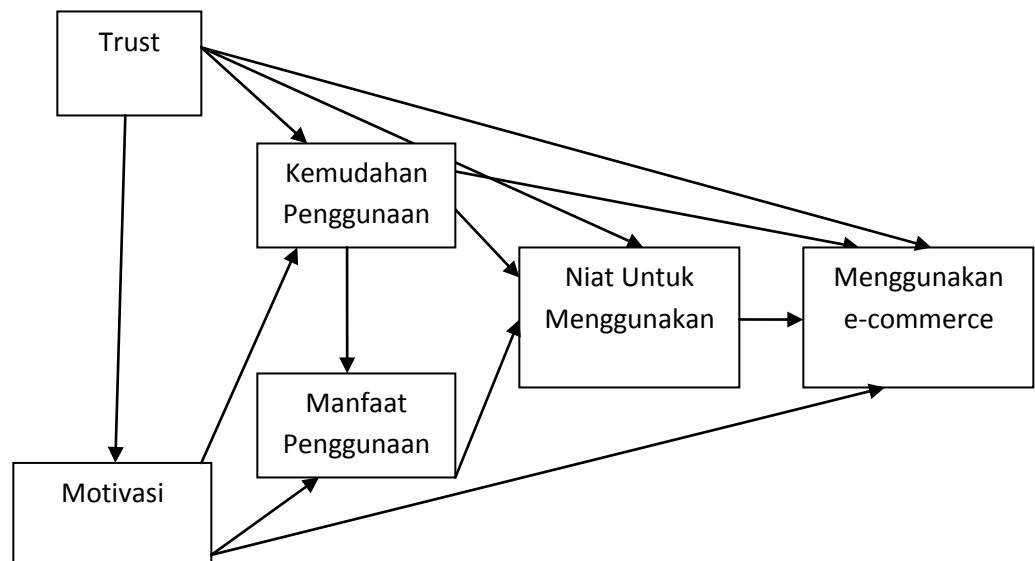 Trust
Kemudahan
Penggunaan
Niat Untuk
Menggunakan
Menggunakan
e-commerce
Manfaat
Penggunaan
Motivasi